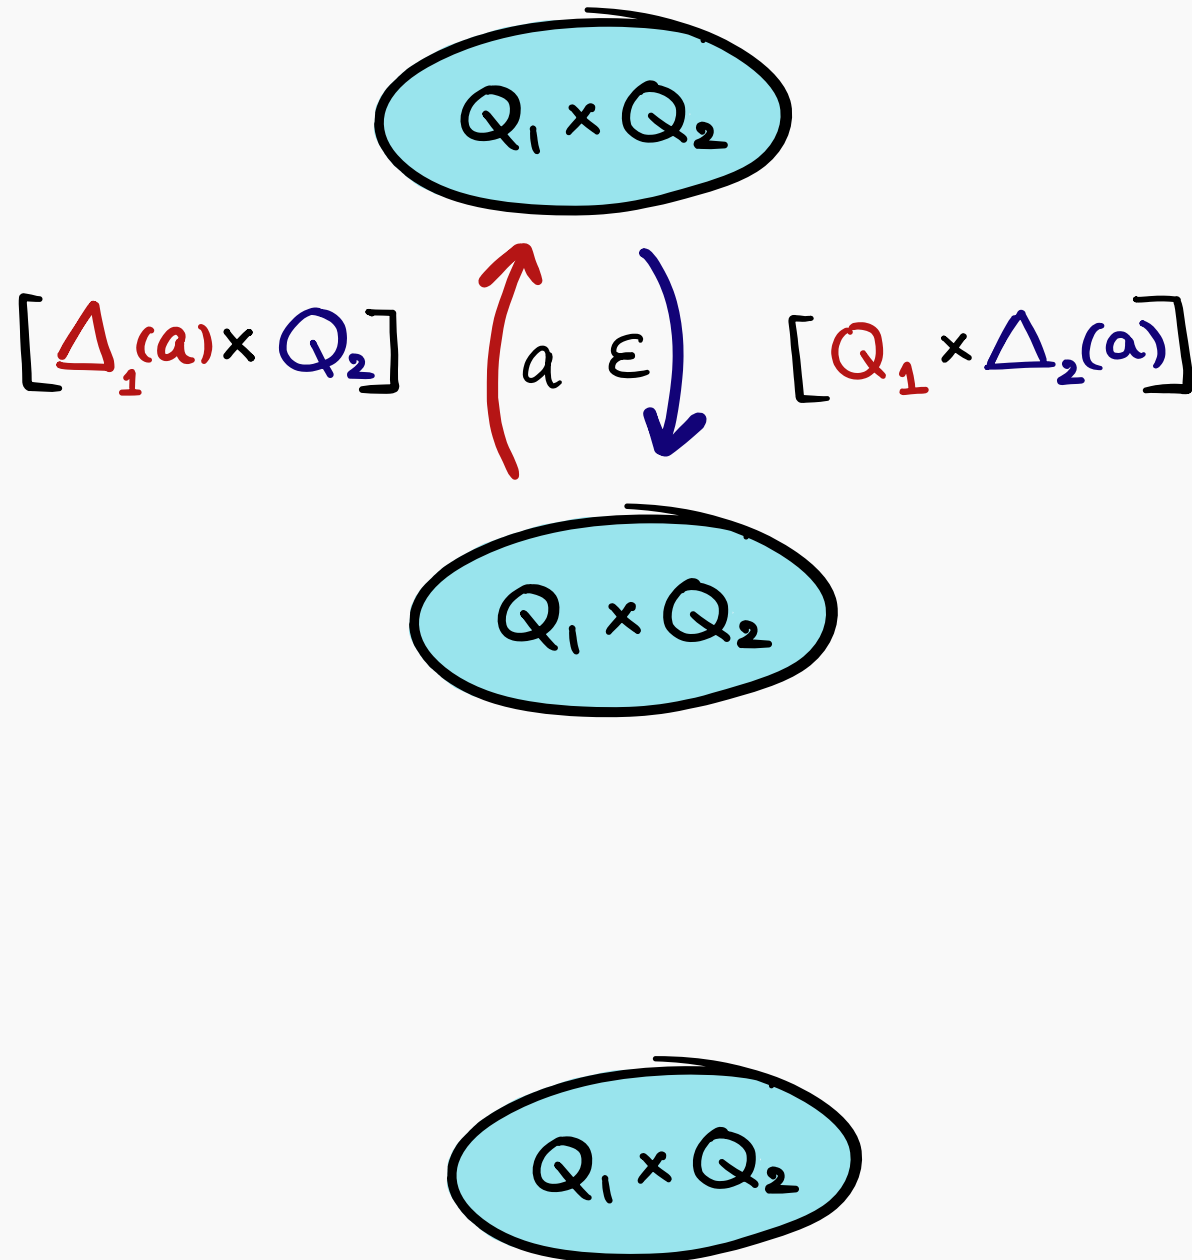 Q₁ × Q₂
[Δ₁(a) × Q₂] a ε [Q₁ × Δ₂(a)]
Q₁ × Q₂
Q₁ × Q₂